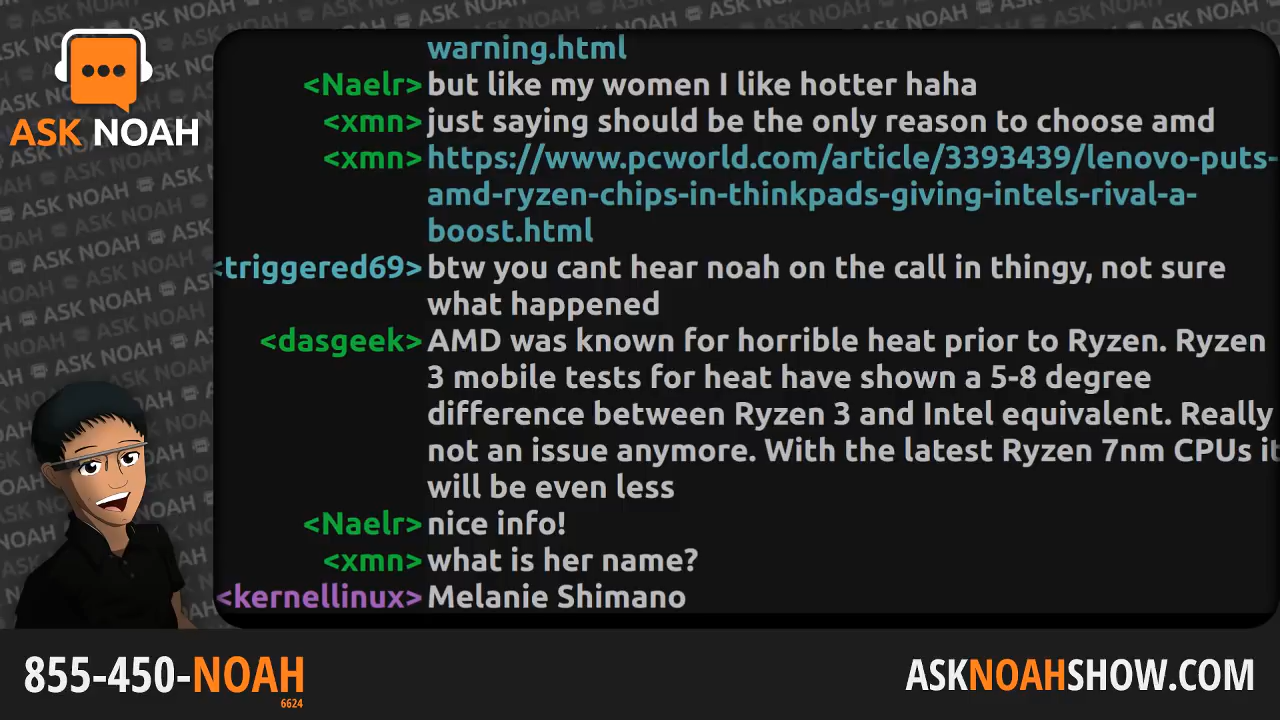 ASK NOAH
warning.html
<Naelr> but like my women I like hotter haha
<xmn> just saying should be the only reason to choose amd
<xmn> https://www.pcworld.com/article/3393439/lenovo-puts-
amd-ryzen-chips-in-thinkpads-giving-intels-rival-a-
boost.html
<triggered69> btw you cant hear noah on the call in thingy, not sure
what happened
<dasgeek> AMD was known for horrible heat prior to Ryzen. Ryzen
3 mobile tests for heat have shown a 5-8 degree
difference between Ryzen 3 and Intel equivalent. Really
not an issue anymore. With the latest Ryzen 7nm CPUs it
will be even less
<Naelr> nice info!
<xmn> what is her name?
<kernellinux> Melanie Shimano
855-450-NOAH
6624
ASKNOAHSHOW.COM